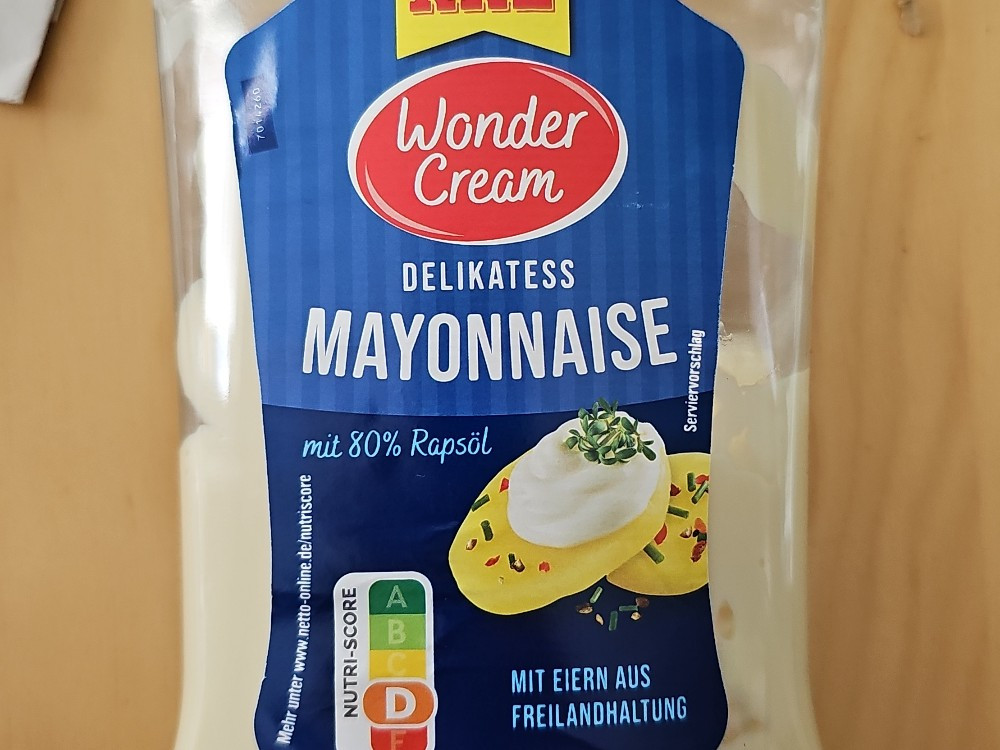 Wonder
Cream
DELIKATESS
MAYONNAISE
Serviervorschlag
mit 80% Rapsöl
Mehr unter www.netto-online.de/nutriscore
NUTRI-SCORE
A
B
C
D
E
MIT EIERN AUS
FREILANDHALTUNG